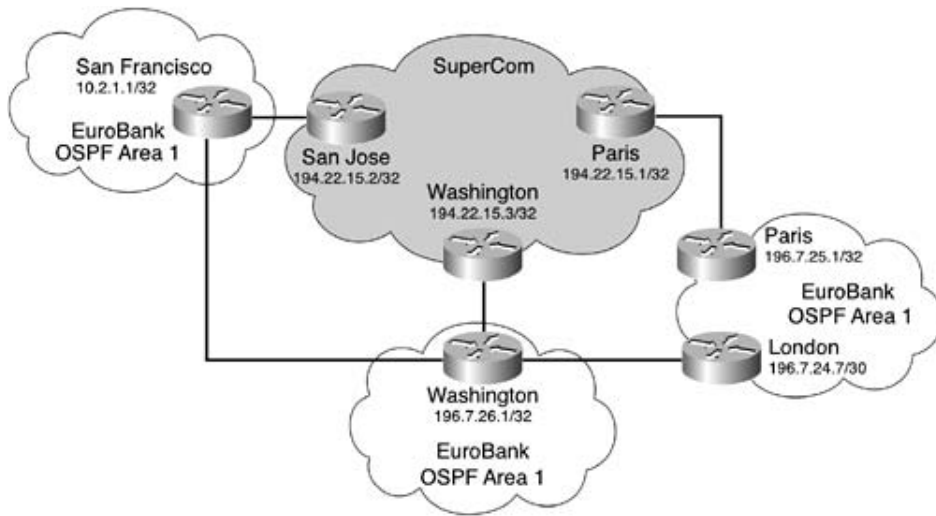 San Francisco
10.2.1.1/32
EuroBank
OSPF Area 1
SuperCom
San Jose
194.22.15.2/32
Paris
194.22.15.1/32
Washington
194.22.15.3/32
Paris
196.7.25.1/32
EuroBank
OSPF Area 1
London
196.7.24.7/30
Washington
196.7.26.1/32
EuroBank
OSPF Area 1